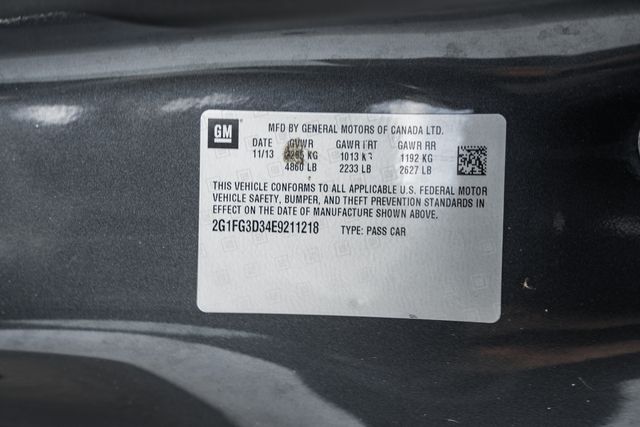 GM
MFD BY GENERAL MOTORS OF CANADA LTD.
DATE GVWR GAWR FRT GAWR RR
11/13 KG 1013 KG 1192 KG
4860 LB 2233 LB 2627 LB
THIS VEHICLE CONFORMS TO ALL APPLICABLE U.S. FEDERAL MOTOR
VEHICLE SAFETY, BUMPER, AND THEFT PREVENTION STANDARDS IN
EFFECT ON THE DATE OF MANUFACTURE SHOWN ABOVE.
2G1FG3D34E9211218 TYPE: PASS CAR